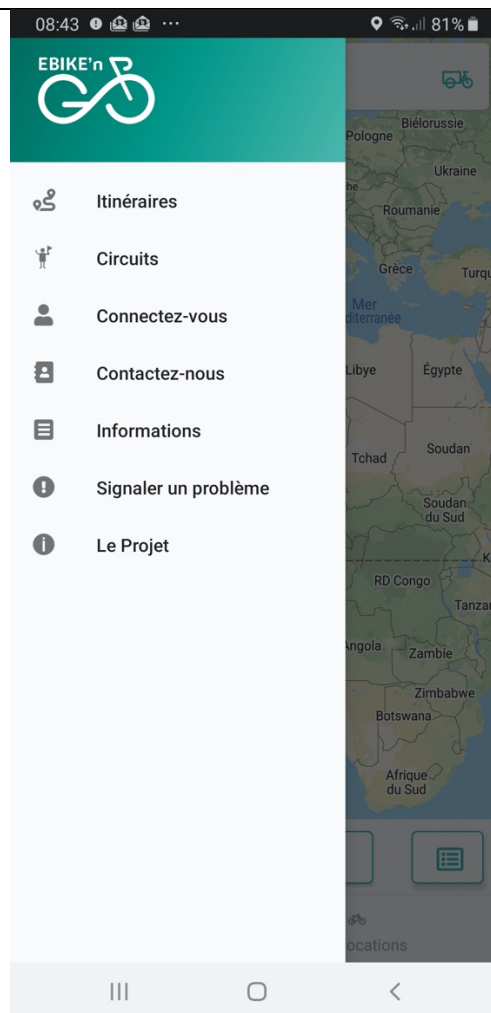 08:43
81%
EBIKE'n
GO
Biélorussie
Pologne
Ukraine
Roumanie
Grèce
Mer
Libye
Égypte
Tchad
Soudan
Soudan
du Sud
RD Congo
Angola
Zambie
Zimbabwe
Botswana
Afrique
du Sud
Itinéraires
Circuits
Connectez-vous
Contactez-nous
Informations
Signaler un problème
Le Projet